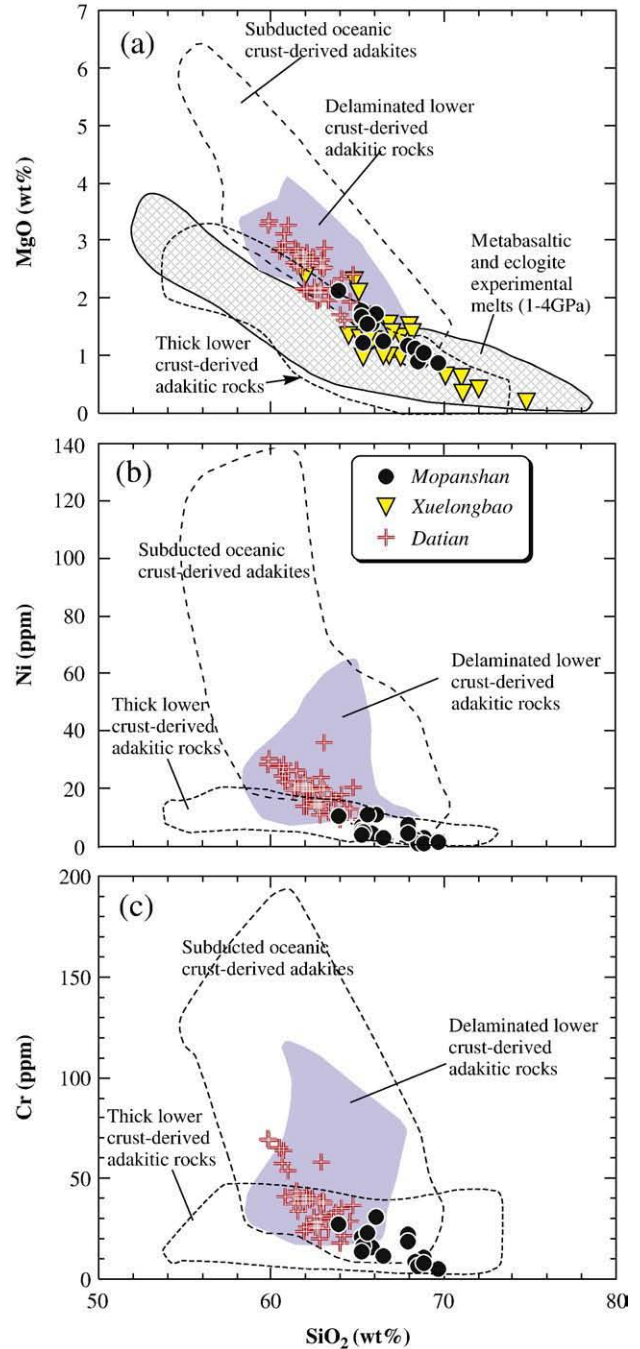 (a)
Subducted oceanic
crust-derived adakites
Delaminated lower
crust-derived
adakitic rocks
Metabasaltic
and eclogite
experimental
melts (1-4GPa)
Thick lower
crust-derived
adakitic rocks
MgO (wt%)
7
6
5
4
3
2
1
0
(b)
Mopanshan
Xuelongbao
Datian
Subducted oceanic
crust-derived adakites
Delaminated lower
crust-derived
adakitic rocks
Thick lower
crust-derived
adakitic rocks
Ni (ppm)
140
120
100
80
60
40
20
0
(c)
Subducted oceanic
crust-derived adakites
Delaminated lower
crust-derived
adakitic rocks
Thick lower
crust-derived
adakitic rocks
Cr (ppm)
200
150
100
50
0
50 60 70 80
SiO₂ (wt%)